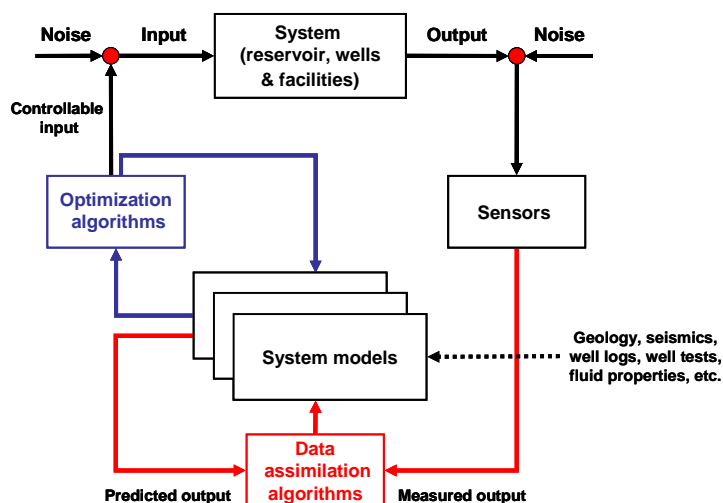 Noise
Input
System
(reservoir, wells
& facilities)
Output
Noise
Controllable
input
Optimization
algorithms
Sensors
System models
Geology, seismics,
well logs, well tests,
fluid properties, etc.
Data
assimilation
algorithms
Predicted output
Measured output